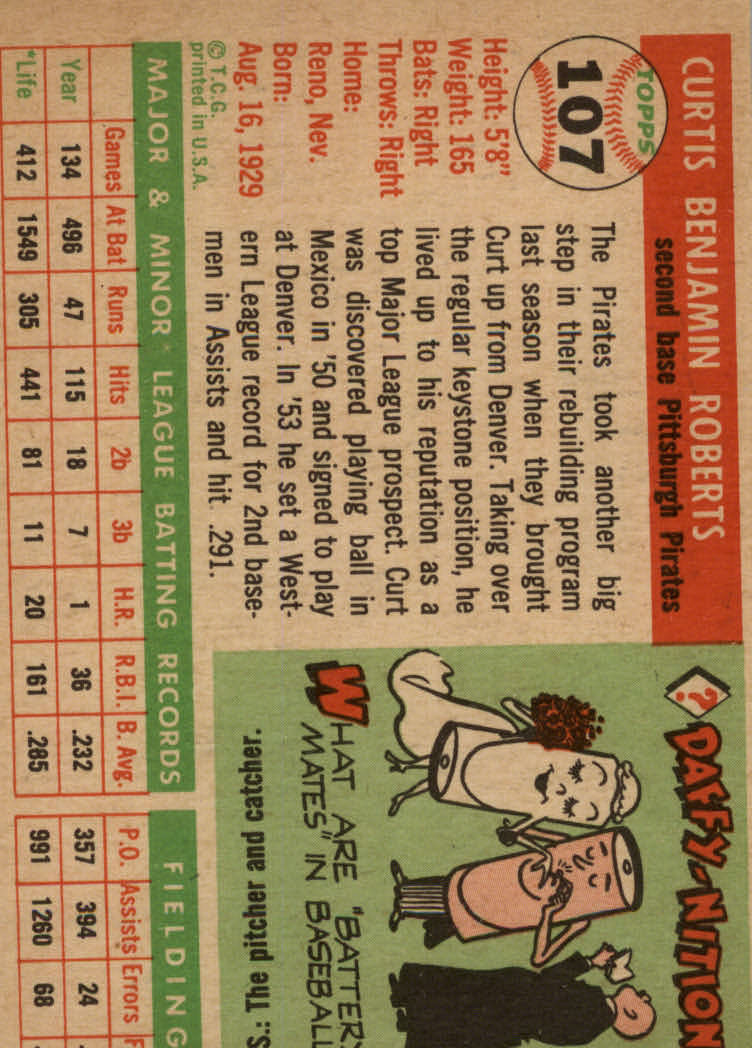 CURTIS BENJAMIN ROBERTS
second base Pittsburgh Pirates
TOPPS
107
Height: 5'8"
Weight: 165
Bats: Right
Throws: Right
Home:
Reno, Nev.
Born:
Aug. 16, 1929
© T.C.G.
printed in U.S.A.
The Pirates took another big
step in their rebuilding program
last season when they brought
Curt up from Denver. Taking over
the regular keystone position, he
lived up to his reputation as a
top Major League prospect. Curt
was discovered playing ball in
Mexico in '50 and signed to play
at Denver. In '53 he set a West-
ern League record for 2nd base-
men in Assists and hit .291.
? DAFFY-NITION
WHAT ARE "BATTERY
MATES" IN BASEBALL
The pitcher and catcher.
MAJOR & MINOR LEAGUE BATTING RECORDS FIELDING
Games At Bat Runs Hits 2b 3b H.R. R.B.I. B. Avg. P.O. Assists Errors F
Year 134 496 47 115 18 7 1 36 .232 357 394 24
*Life 412 1549 305 441 81 11 20 161 .285 991 1260 68